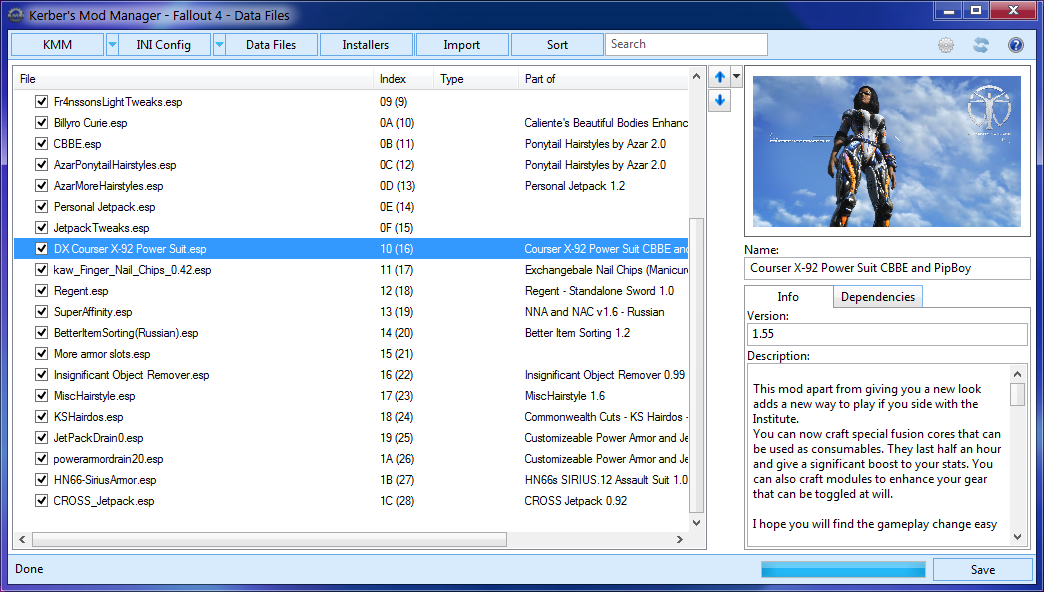 Kerber's Mod Manager - Fallout 4 - Data Files
KMM INI Config Data Files Installers Import Sort Search
File Index Type Part of
Fr4nssonsLightTweaks.esp 09 (9)
Billyro Curie.esp 0A (10) Caliente's Beautiful Bodies Enhanc
CBBE.esp 0B (11) Ponytail Hairstyles by Azar 2.0
AzarPonytailHairstyles.esp 0C (12) Ponytail Hairstyles by Azar 2.0
AzarMoreHairstyles.esp 0D (13) Personal Jetpack 1.2
Personal Jetpack.esp 0E (14)
JetpackTweaks.esp 0F (15)
DX Courser X-92 Power Suit.esp 10 (16) Courser X-92 Power Suit CBBE and
kaw_Finger_Nail_Chips_0.42.esp 11 (17) Exchangebale Nail Chips (Manicure
Regent.esp 12 (18) Regent - Standalone Sword 1.0
SuperAffinity.esp 13 (19) NNA and NAC v1.6 - Russian
BetterItemSorting(Russian).esp 14 (20) Better Item Sorting 1.2
More armor slots.esp 15 (21)
Insignificant Object Remover.esp 16 (22) Insignificant Object Remover 0.99
MiscHairstyle.esp 17 (23) MiscHairstyle 1.6
KSHairdos.esp 18 (24) Commonwealth Cuts - KS Hairdos -
JetPackDrain0.esp 19 (25) Customizeable Power Armor and Je
powerarmordrain20.esp 1A (26) Customizeable Power Armor and Je
HN66-SiriusArmor.esp 1B (27) HN66s SIRIUS.12 Assault Suit 1.0
CROSS_Jetpack.esp 1C (28) CROSS Jetpack 0.92
Name:
Courser X-92 Power Suit CBBE and PipBoy
Info Dependencies
Version:
1.55
Description:
This mod apart from giving you a new look
adds a new way to play if you side with the
Institute.
You can now craft special fusion cores that can
be used as consumables. They last half an hour
and give a significant boost to your stats. You
can also craft modules to enhance your gear
that can be toggled at will.
I hope you will find the gameplay change easy
Done
Save